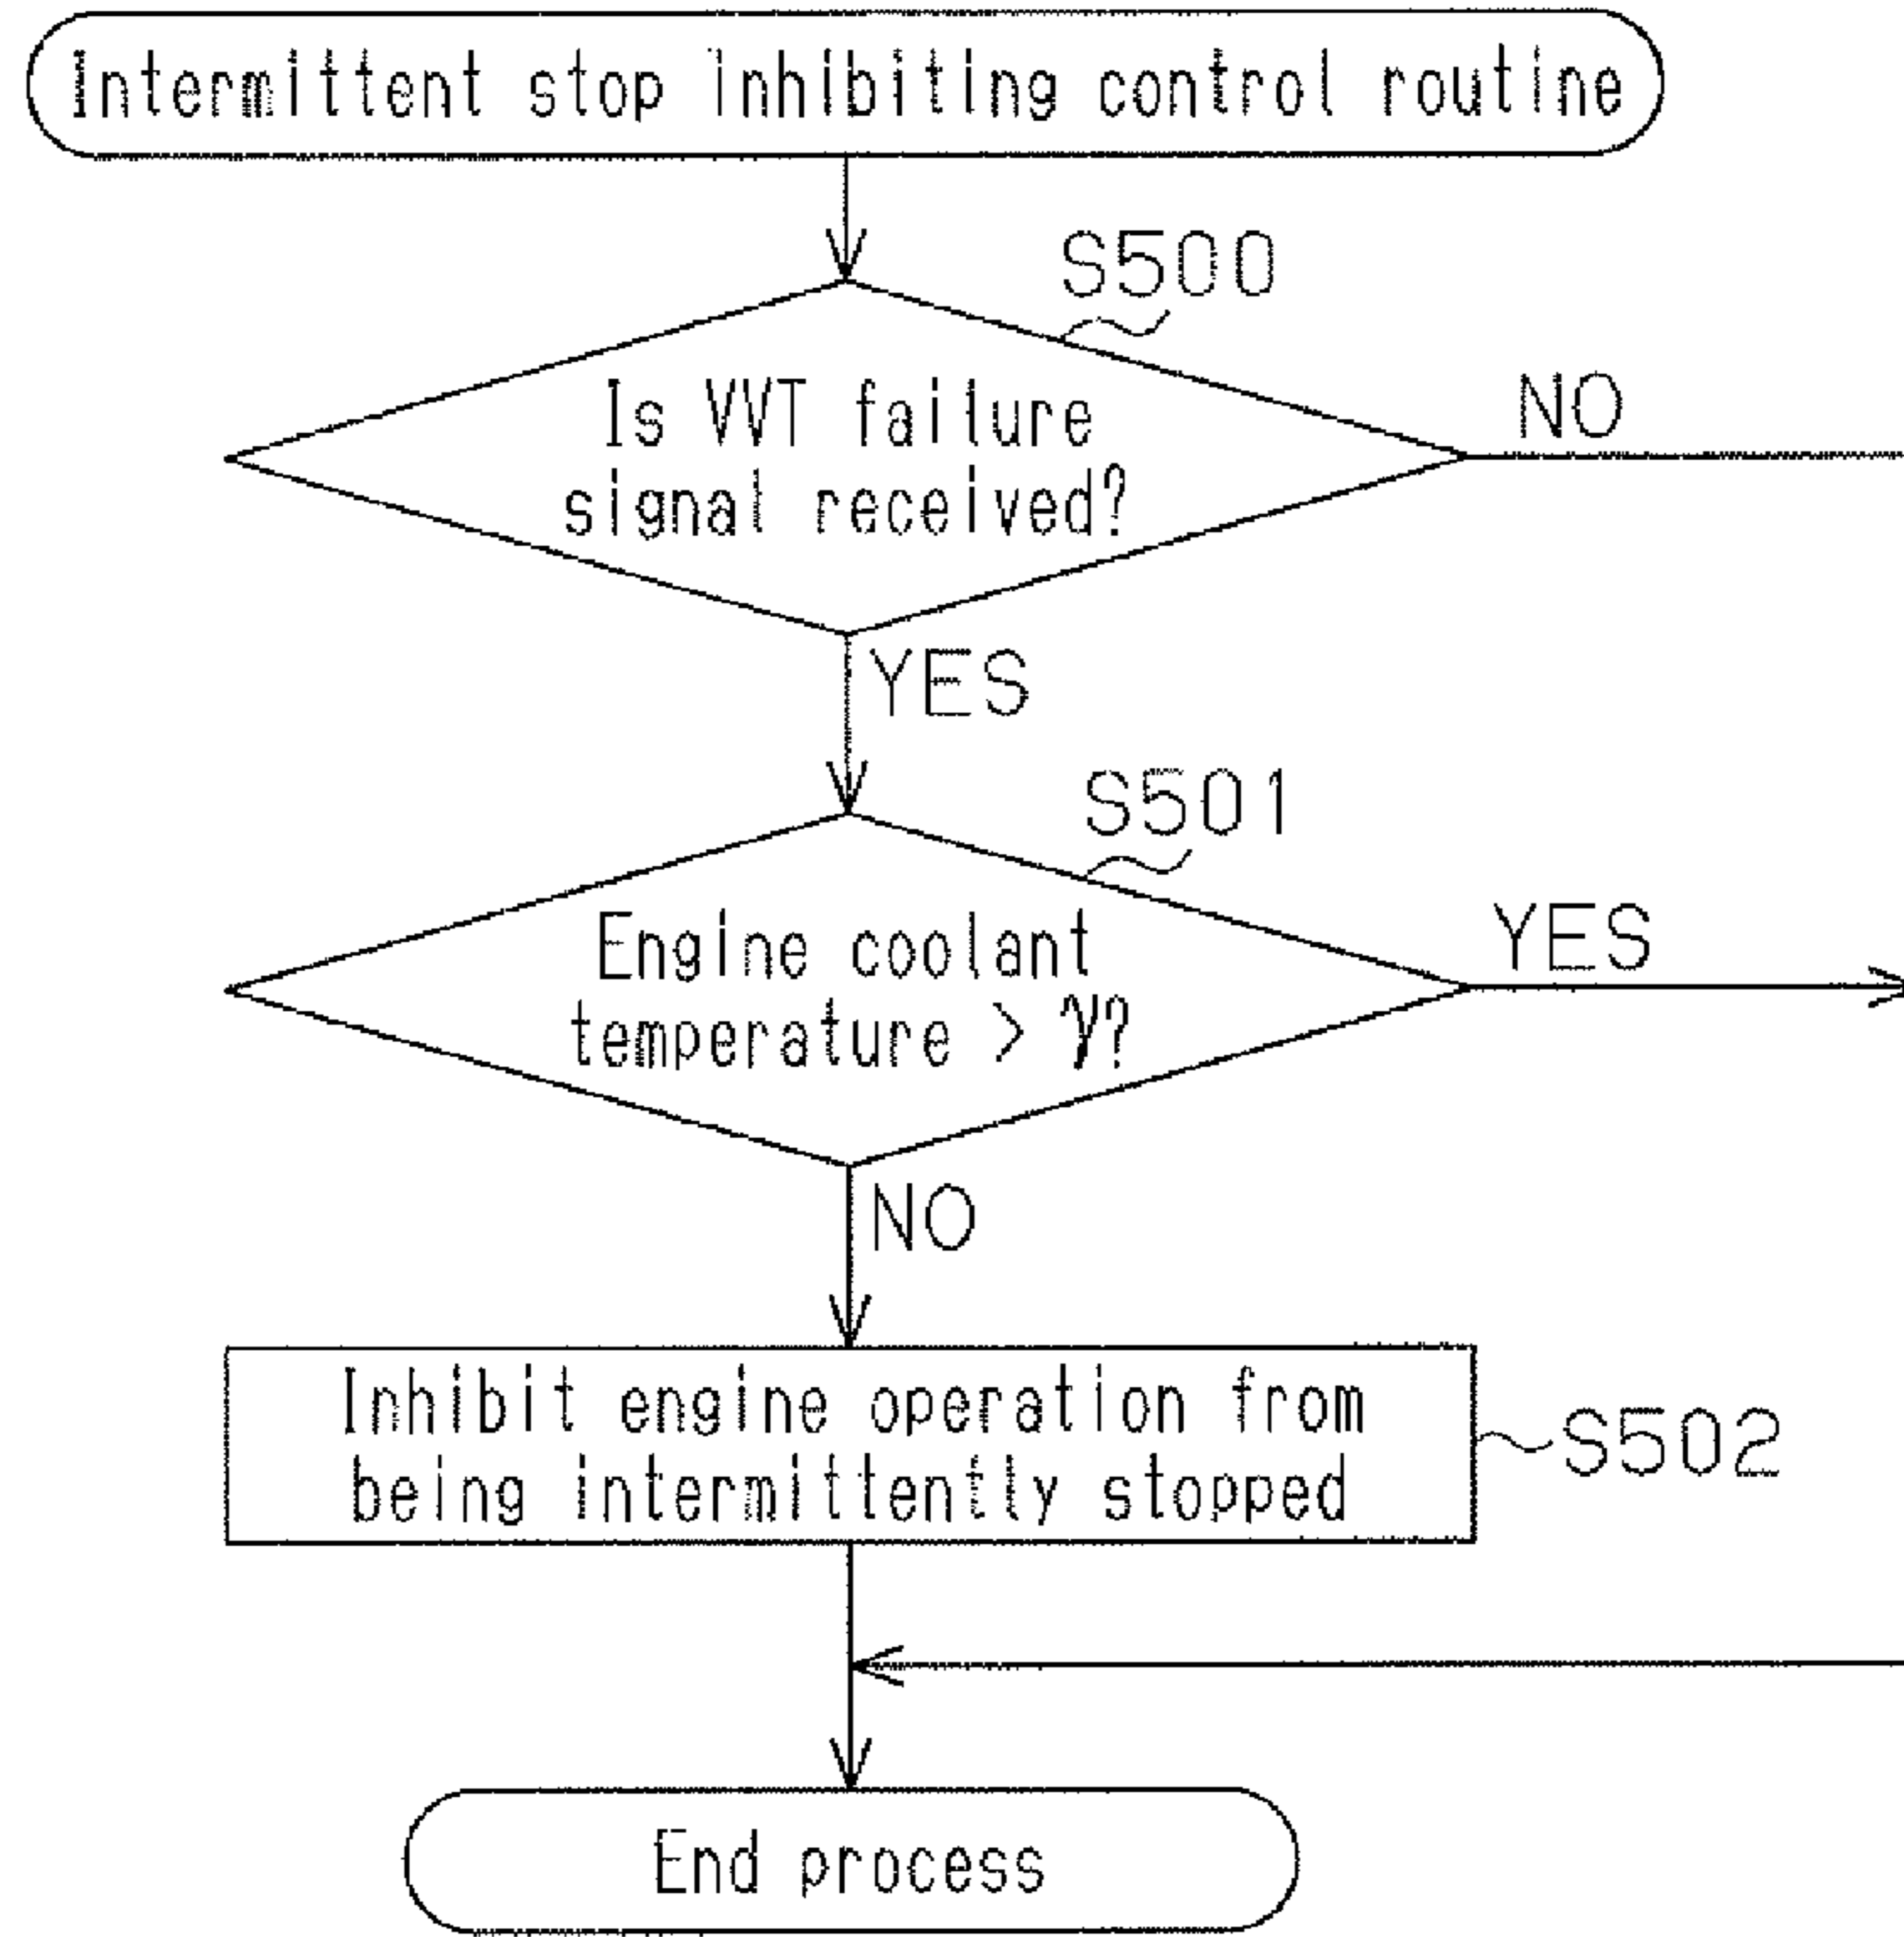 Intermittent stop inhibiting control routine
S500
Is VVT failure
signal received?
NO
YES
S501
Engine coolant
temperature > γ?
YES
NO
Inhibit engine operation from
being intermittently stopped
S502
End process